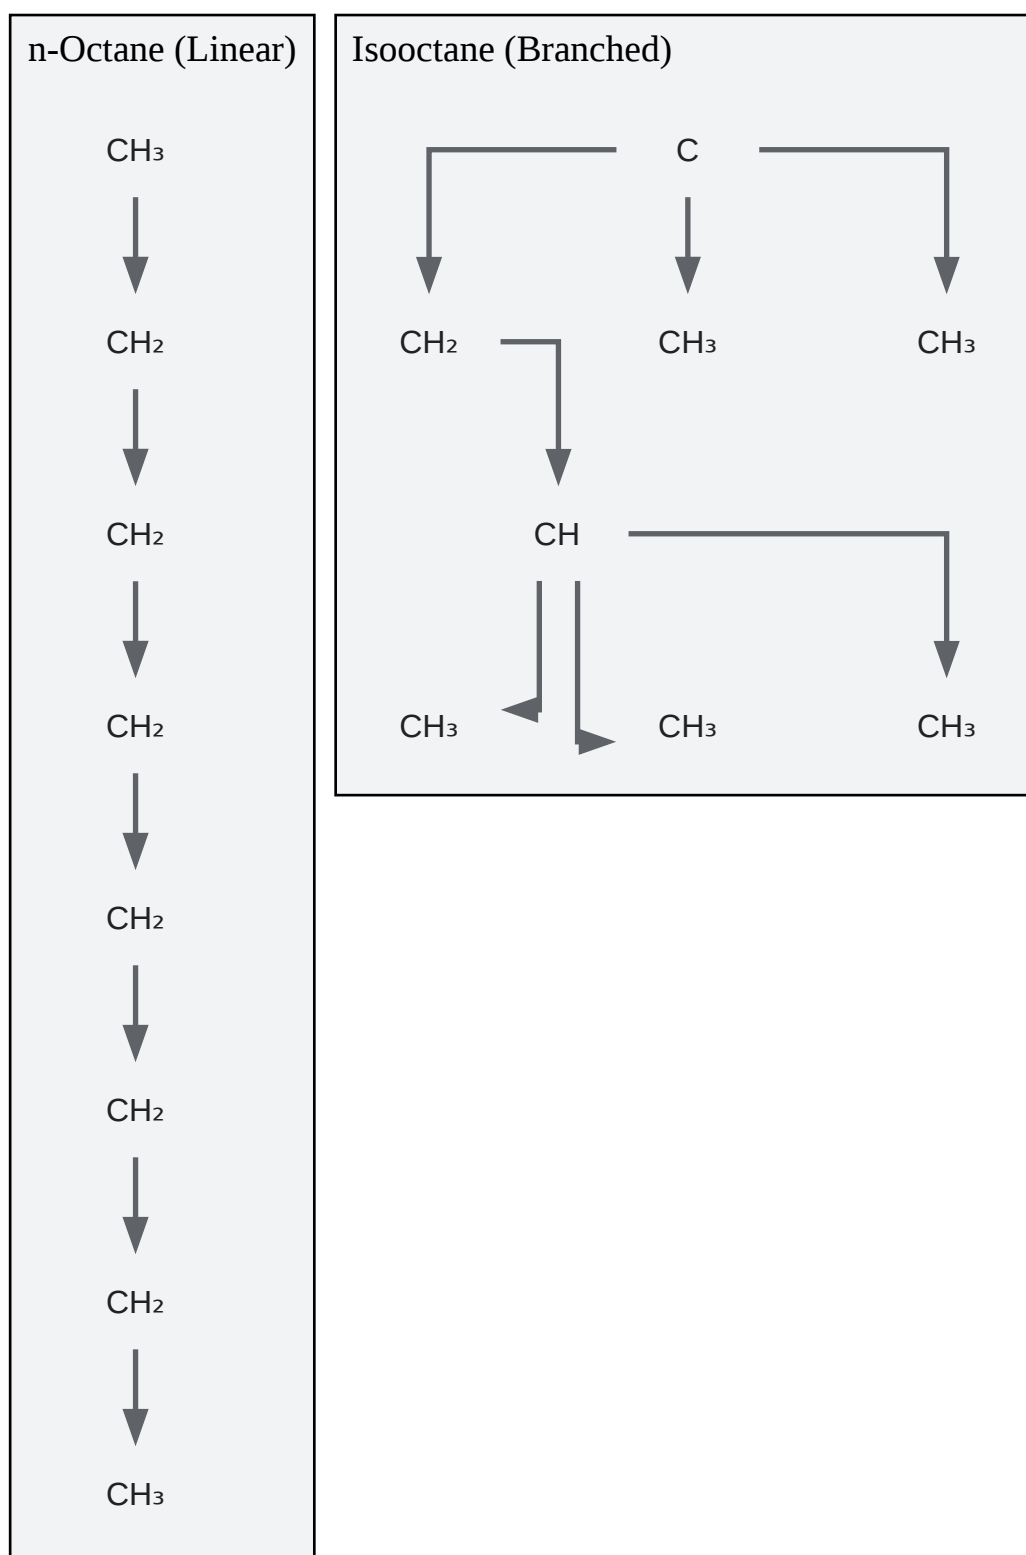 n-Octane (Linear)
CH₃
CH₂
CH₂
CH₂
CH₂
CH₂
CH₂
CH₃
Isooctane (Branched)
C
CH₂ CH₃ CH₃
CH
CH₃ CH₃ CH₃